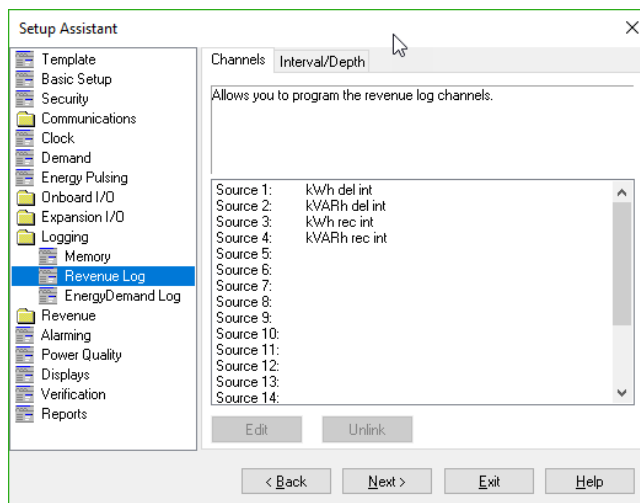 Setup Assistant
Template
Basic Setup
Security
Communications
Clock
Demand
Energy Pulsing
Onboard I/O
Expansion I/O
Logging
Memory
Revenue Log
EnergyDemand Log
Revenue
Alarming
Power Quality
Displays
Verification
Reports
Channels
Interval/Depth
Allows you to program the revenue log channels.
Source 1: kWh del int
Source 2: kVARh del int
Source 3: kWh rec int
Source 4: kVARh rec int
Source 5:
Source 6:
Source 7:
Source 8:
Source 9:
Source 10:
Source 11:
Source 12:
Source 13:
Source 14:
Edit
Unlink
< Back
Next >
Exit
Help